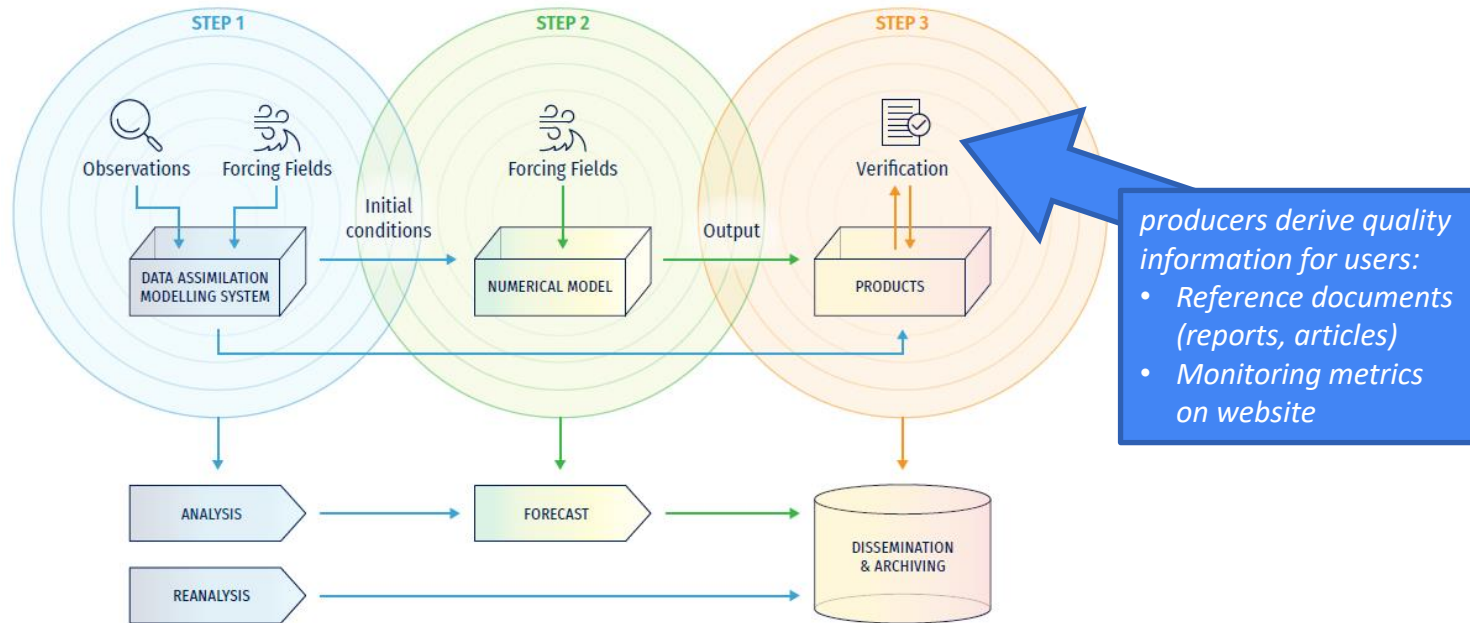 STEP 1
STEP 2
STEP 3
Observations
Forcing Fields
Forcing Fields
Verification
Initial
conditions
Output
DATA ASSIMILATION
MODELLING SYSTEM
NUMERICAL MODEL
PRODUCTS
producers derive quality
information for users:
• Reference documents
(reports, articles)
• Monitoring metrics
on website
ANALYSIS
FORECAST
DISSEMINATION
& ARCHIVING
REANALYSIS